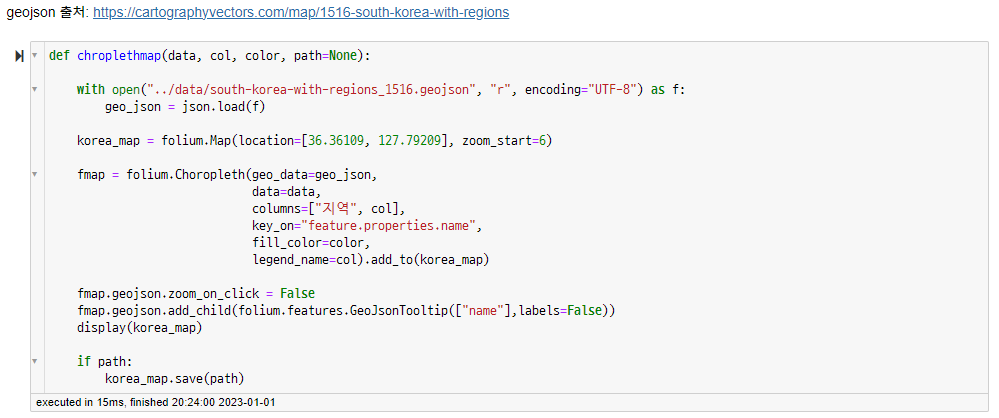 geojson 출처: https://cartographyvectors.com/map/1516-south-korea-with-regions
def chroplethmap(data, col, color, path=None):
    with open("../data/south-korea-with-regions_1516.geojson", "r", encoding="UTF-8") as f:
        geo_json = json.load(f)
    korea_map = folium.Map(location=[36.36109, 127.79209], zoom_start=6)
    fmap = folium.Choropleth(geo_data=geo_json,
                             data=data,
                             columns=["지역", col],
                             key_on="feature.properties.name",
                             fill_color=color,
                             legend_name=col).add_to(korea_map)
    fmap.geojson.zoom_on_click = False
    fmap.geojson.add_child(folium.features.GeoJsonTooltip(["name"],labels=False))
    display(korea_map)
    if path:
        korea_map.save(path)
executed in 15ms, finished 20:24:00 2023-01-01